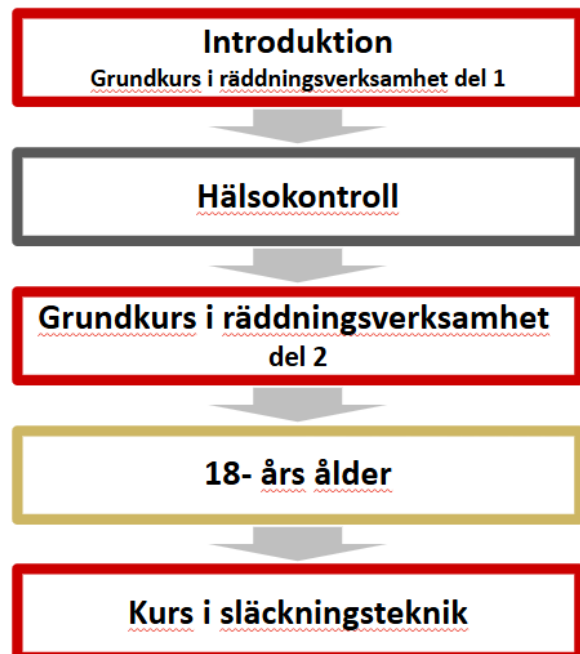 Introduktion
Grundkurs i räddningsverksamhet del 1
Hälsokontroll
Grundkurs i räddningsverksamhet
del 2
18- års ålder
Kurs i släckningsteknik